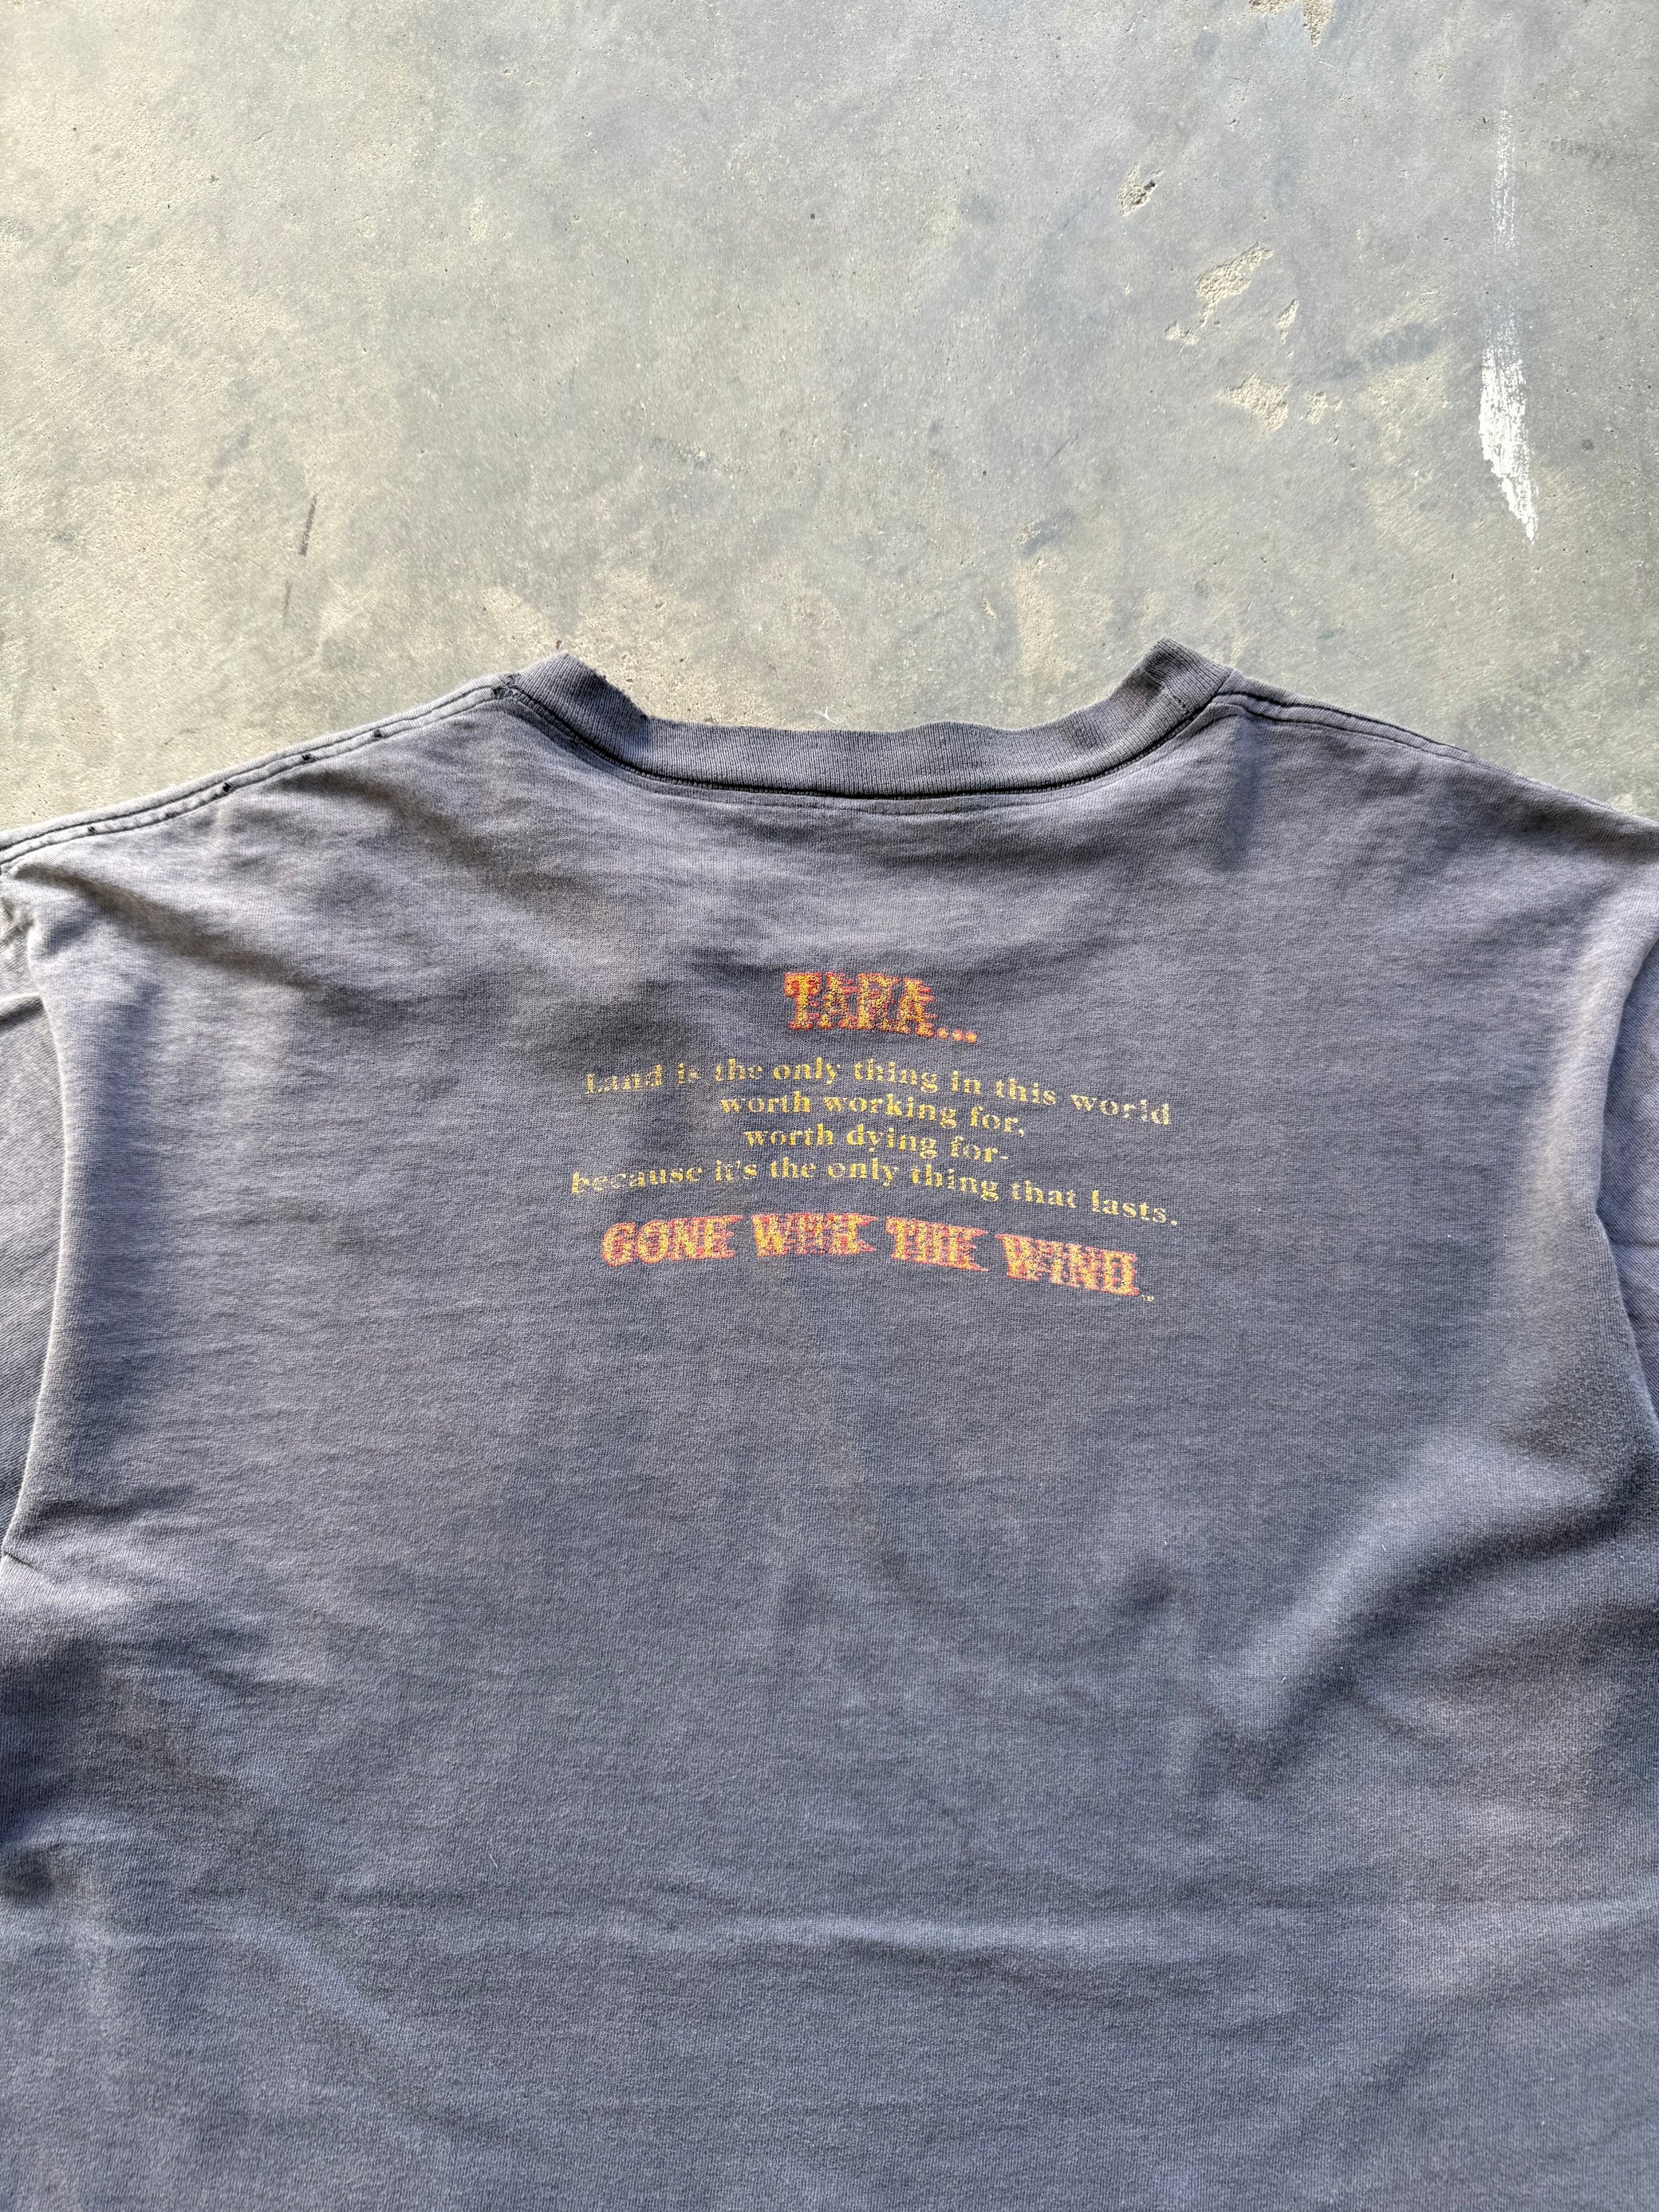 TARA...
Land is the only thing in this world
worth working for,
worth dying for-
because it's the only thing that lasts.
GONE WITH THE WIND
TM